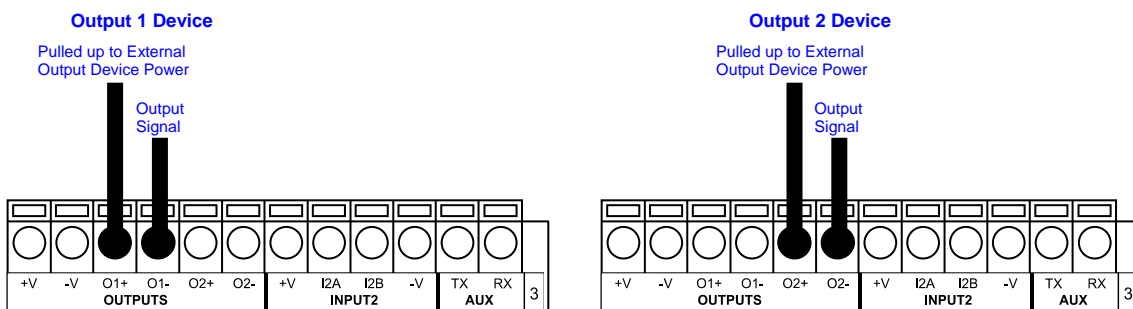 Output 1 Device
Pulled up to External
Output Device Power
Output
Signal
+V -V O1+ O1- O2+ O2- +V I2A I2B -V TX RX
OUTPUTS INPUT2 AUX 3
Output 2 Device
Pulled up to External
Output Device Power
Output
Signal
+V -V O1+ O1- O2+ O2- +V I2A I2B -V TX RX
OUTPUTS INPUT2 AUX 3